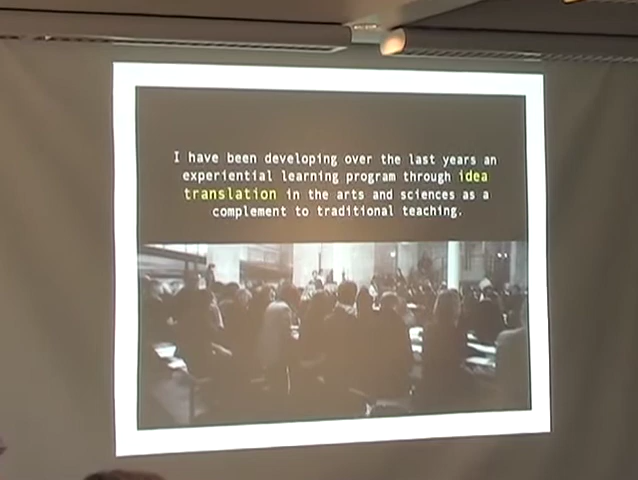 I have been developing over the last years an
experiential learning program through idea
translation in the arts and sciences as a
complement to traditional teaching.